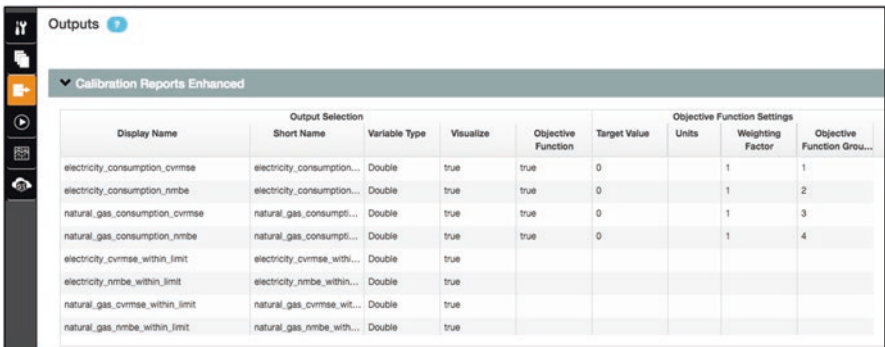 Outputs ?
Calibration Reports Enhanced
Output Selection Objective Function Settings
Display Name Short Name Variable Type Visualize Objective Function Target Value Units Weighting Factor Objective Function Grou...
electricity_consumption_cvrmse electricity_consumption... Double true true 0 1 1
electricity_consumption_nmbe electricity_consumption... Double true true 0 1 2
natural_gas_consumption_cvrmse natural_gas_consumpti... Double true true 0 1 3
natural_gas_consumption_nmbe natural_gas_consumpti... Double true true 0 1 4
electricity_cvrmse_within_limit electricity_cvrmse_withi... Double true
electricity_nmbe_within_limit electricity_nmbe_within... Double true
natural_gas_cvrmse_within_limit natural_gas_cvrmse_wit... Double true
natural_gas_nmbe_within_limit natural_gas_nmbe_with... Double true